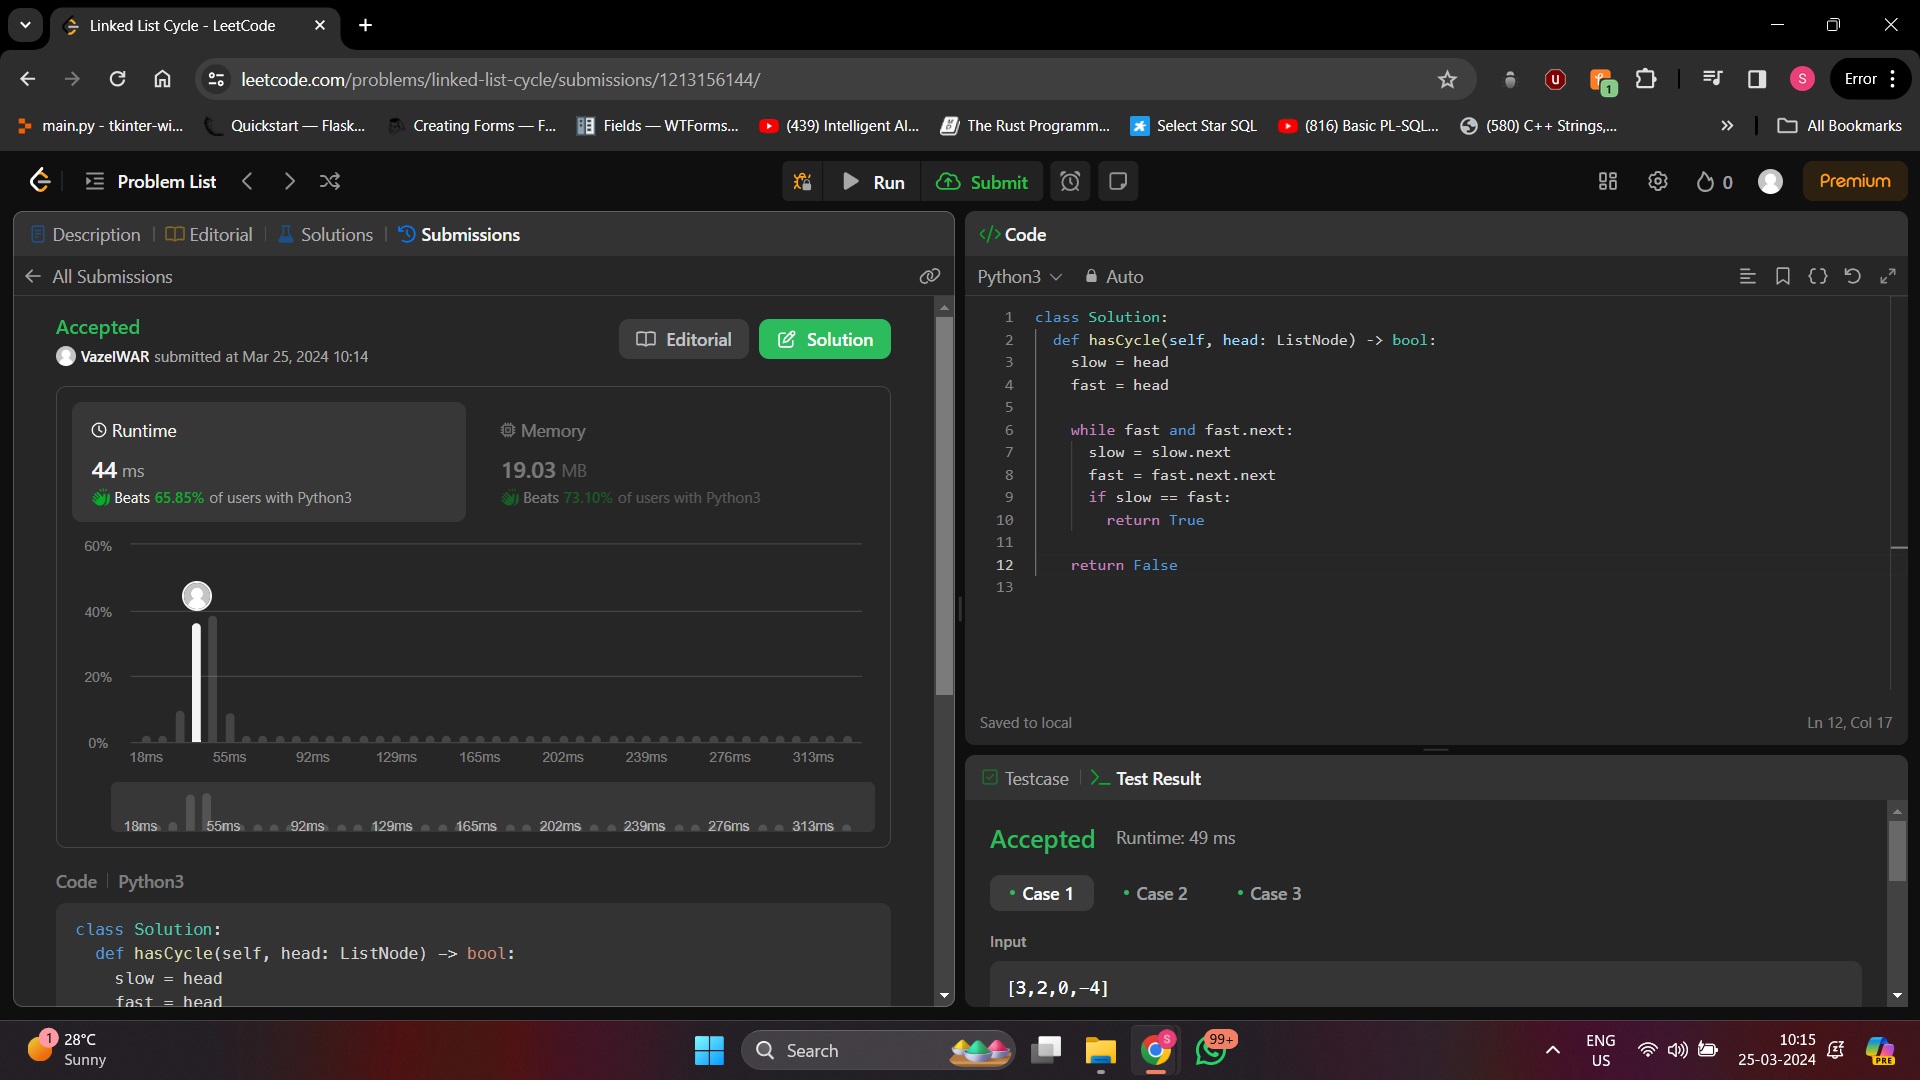 Linked List Cycle - LeetCode
leetcode.com/problems/linked-list-cycle/submissions/1213156144/
U
1
S
Error
main.py - tkinter-wi...
Quickstart — Flask...
Creating Forms — F...
Fields — WTForms...
(439) Intelligent Al...
The Rust Programm...
Select Star SQL
(816) Basic PL-SQL...
(580) C++ Strings,...
All Bookmarks
Problem List
Run
Submit
0
Premium
Description
Editorial
Solutions
Submissions
All Submissions
Accepted
VazelWAR submitted at Mar 25, 2024 10:14
Editorial
Solution
Runtime
44 ms
Beats 65.85% of users with Python3
Memory
19.03 MB
Beats 73.10% of users with Python3
60%
40%
20%
0%
18ms 55ms 92ms 129ms 165ms 202ms 239ms 276ms 313ms
18ms 55ms 92ms 129ms 165ms 202ms 239ms 276ms 313ms
Code | Python3
class Solution:
def hasCycle(self, head: ListNode) -> bool:
slow = head
fast = head
</> Code
Python3
Auto
1 class Solution:
2 def hasCycle(self, head: ListNode) -> bool:
3 slow = head
4 fast = head
5
6 while fast and fast.next:
7 slow = slow.next
8 fast = fast.next.next
9 if slow == fast:
10 return True
11
12 return False
13
Saved to local
Ln 12, Col 17
Testcase
>_ Test Result
Accepted Runtime: 49 ms
• Case 1 • Case 2 • Case 3
Input
[3,2,0,-4]
1
28°C
Sunny
Search
S
99+
ENG
US
10:15
25-03-2024
PRE